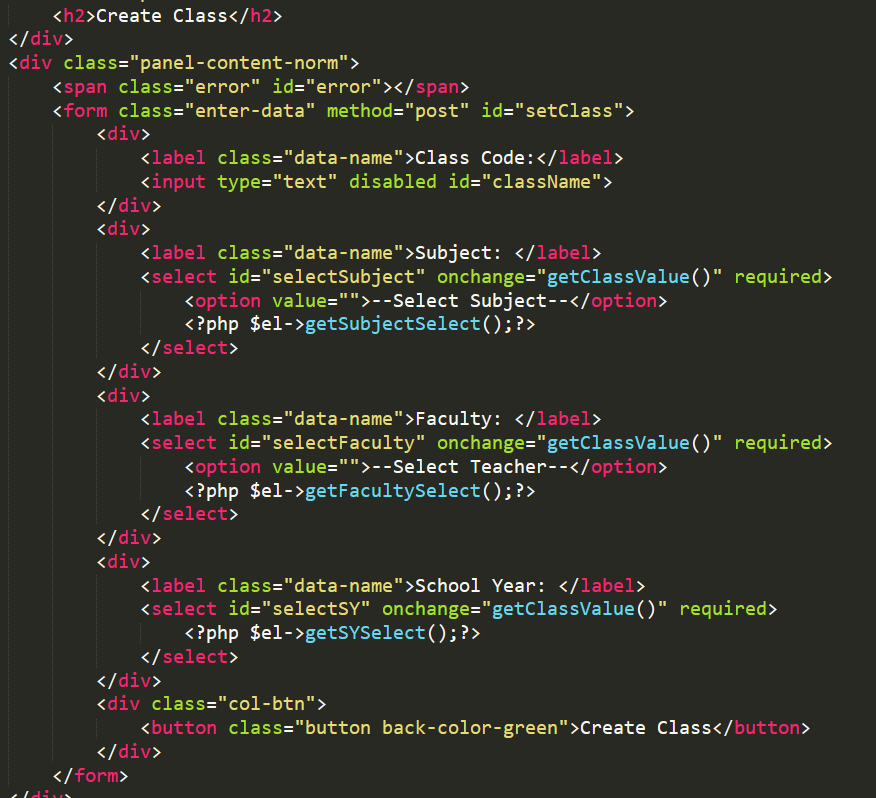 <h2>Create Class</h2>
</div>
<div class="panel-content-norm">
<span class="error" id="error"></span>
<form class="enter-data" method="post" id="setClass">
<div>
<label class="data-name">Class Code:</label>
<input type="text" disabled id="className">
</div>
<div>
<label class="data-name">Subject: </label>
<select id="selectSubject" onchange="getClassValue()" required>
<option value="">--Select Subject--</option>
<?php $el->getSubjectSelect();?>
</select>
</div>
<div>
<label class="data-name">Faculty: </label>
<select id="selectFaculty" onchange="getClassValue()" required>
<option value="">--Select Teacher--</option>
<?php $el->getFacultySelect();?>
</select>
</div>
<div>
<label class="data-name">School Year: </label>
<select id="selectSY" onchange="getClassValue()" required>
<?php $el->getSYSelect();?>
</select>
</div>
<div class="col-btn">
<button class="button back-color-green">Create Class</button>
</div>
</form>
</div>